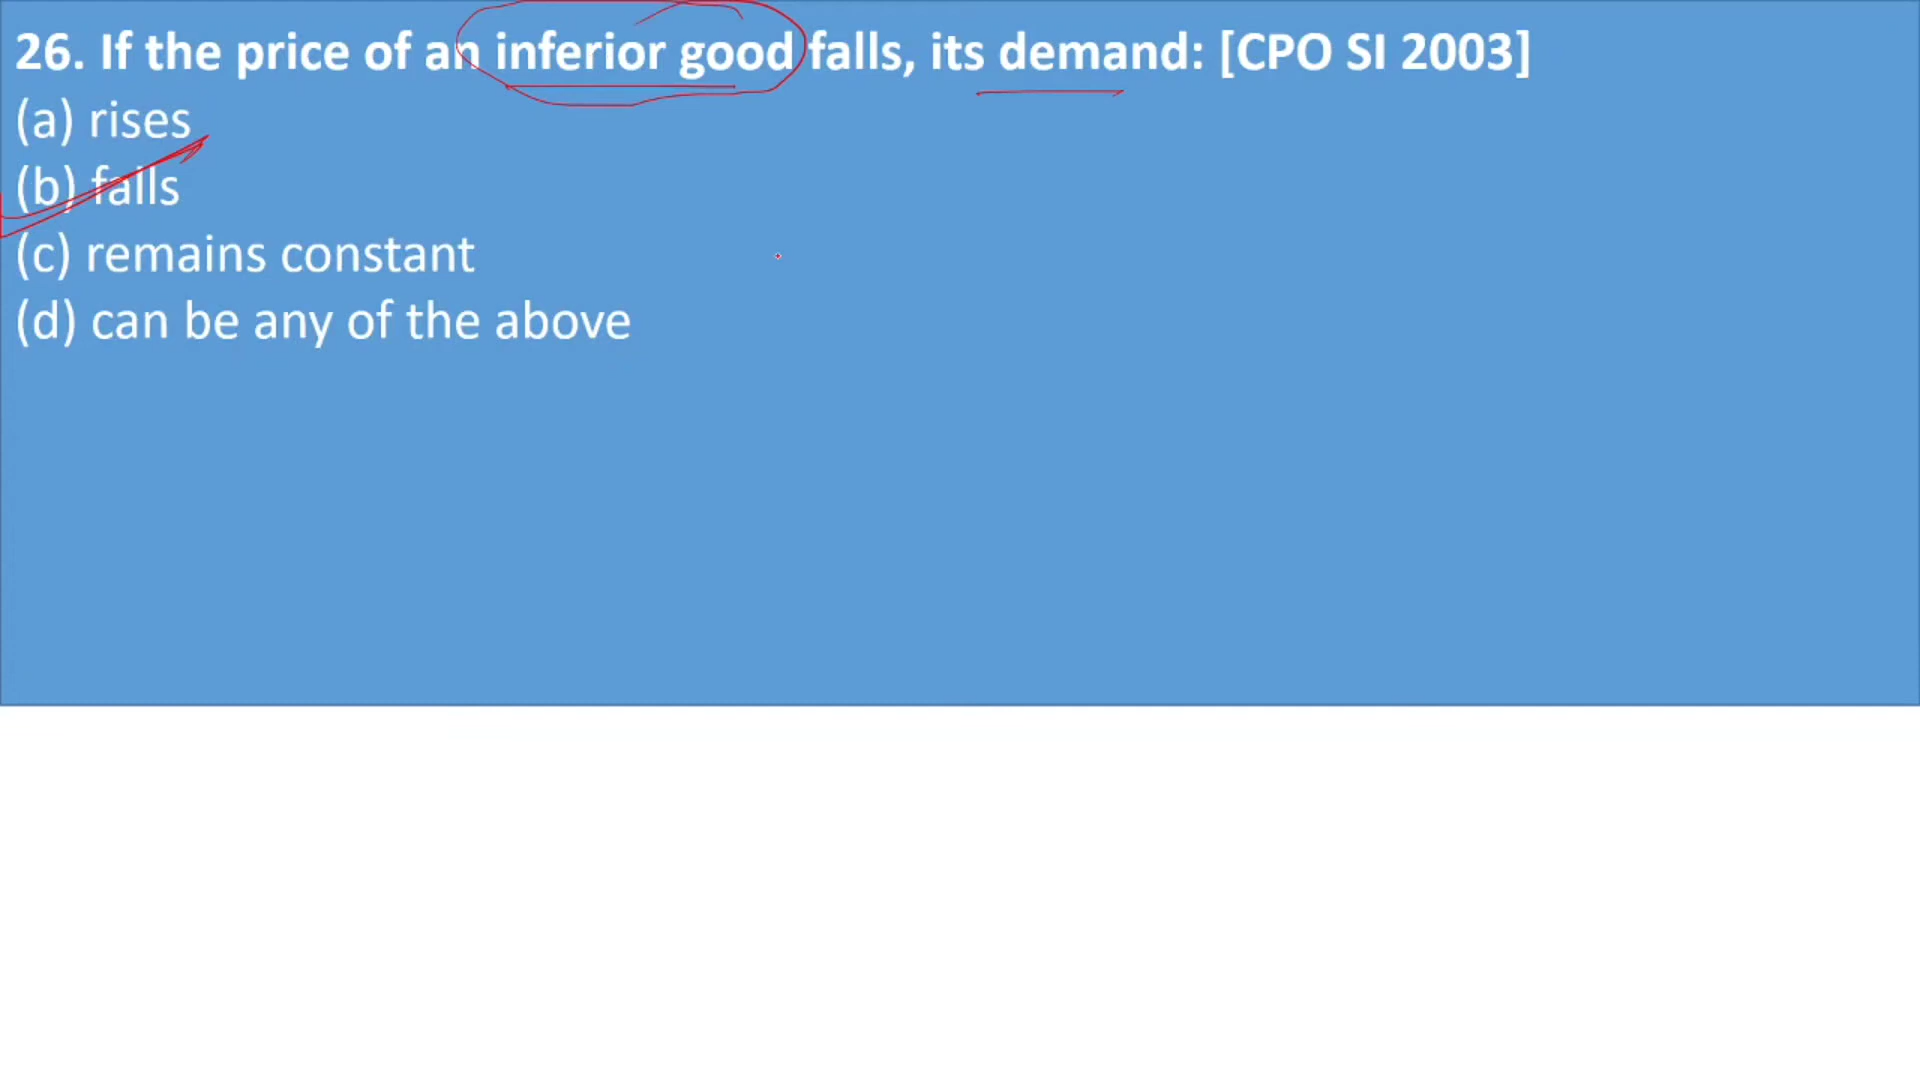 26. If the price of an inferior good falls, its demand: [CPO SI 2003]
(a) rises
(b) falls
(c) remains constant
(d) can be any of the above